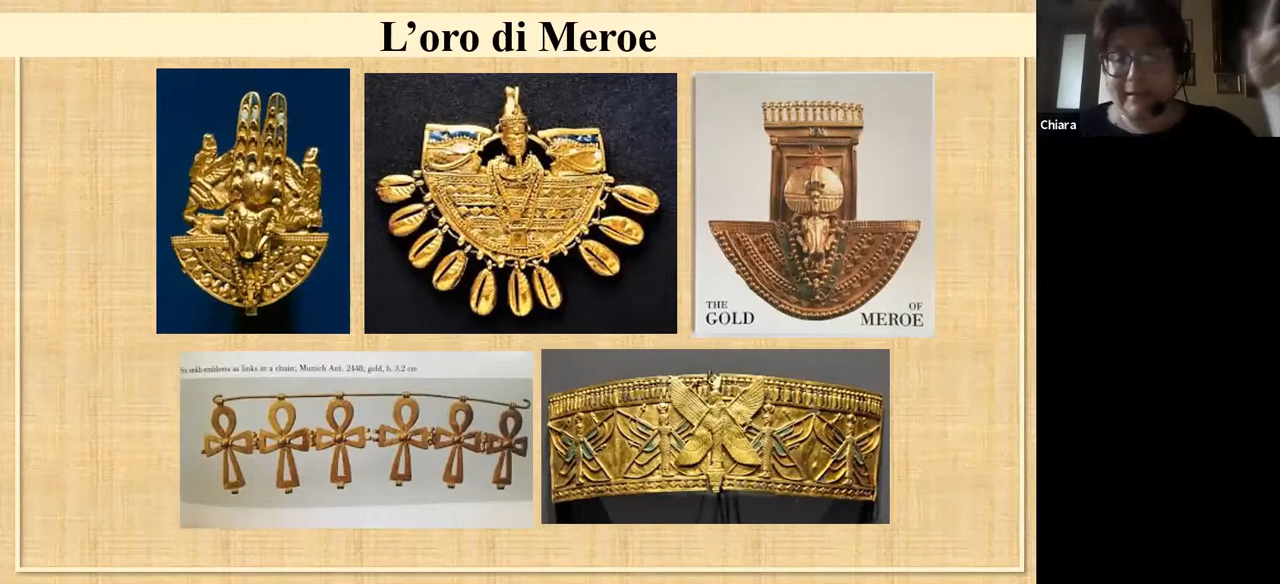 L'oro di Meroe
Chiara
THE
GOLD
OF
MEROE
Six ankh-emblems as links in a chain; Munich Ant. 2448; gold, h. 3.2 cm